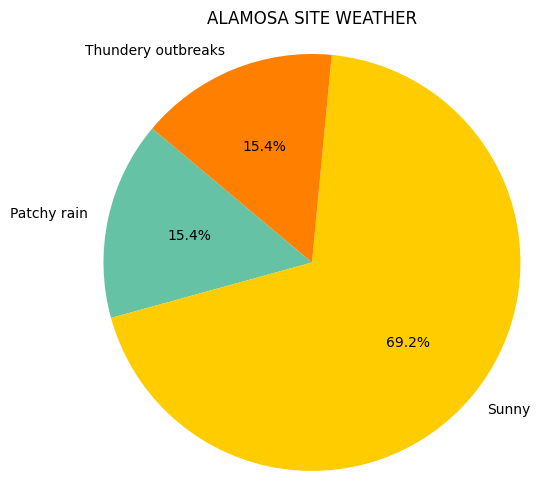 ALAMOSA SITE WEATHER
Thundery outbreaks
15.4%
Patchy rain
15.4%
69.2%
Sunny